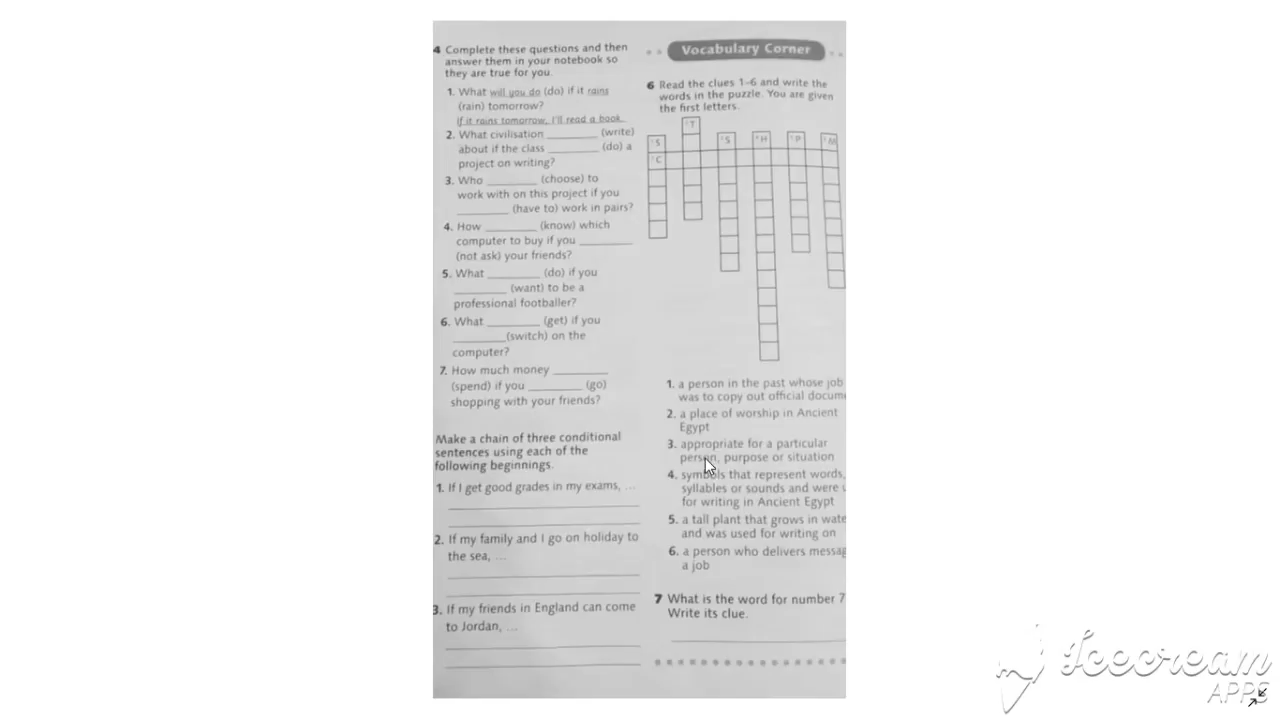 4 Complete these questions and then
answer them in your notebook so
they are true for you.
1. What will you do (do) if it rains
(rain) tomorrow?
If it rains tomorrow, I'll read a book.
2. What civilisation ________ (write)
about if the class ________ (do) a
project on writing?
3. Who ________ (choose) to
work with on this project if you
________ (have to) work in pairs?
4. How ________ (know) which
computer to buy if you ________
(not ask) your friends?
5. What ________ (do) if you
________ (want) to be a
professional footballer?
6. What ________ (get) if you
________ (switch) on the
computer?
7. How much money ________
(spend) if you ________ (go)
shopping with your friends?
Make a chain of three conditional
sentences using each of the
following beginnings.
1. If I get good grades in my exams, ...
2. If my family and I go on holiday to
the sea, ...
3. If my friends in England can come
to Jordan, ...
Vocabulary Corner
6 Read the clues 1–6 and write the
words in the puzzle. You are given
the first letters.
T
S S H P M
C
1. a person in the past whose job
was to copy out official docume
2. a place of worship in Ancient
Egypt
3. appropriate for a particular
person, purpose or situation
4. symbols that represent words,
syllables or sounds and were u
for writing in Ancient Egypt
5. a tall plant that grows in wate
and was used for writing on
6. a person who delivers messag
a job
7 What is the word for number 7
Write its clue.
Icecream
APPS